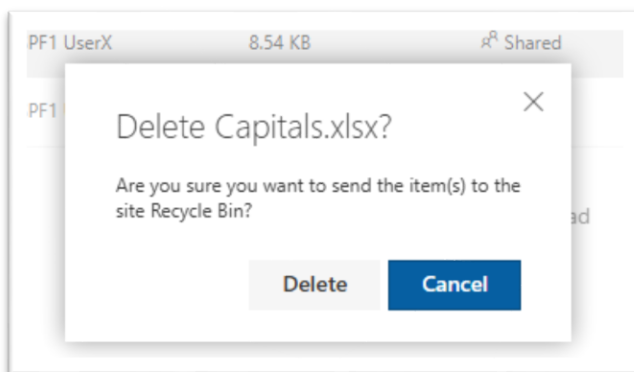 PF1 UserX 8.54 KB Shared
PF1
Delete Capitals.xlsx?
Are you sure you want to send the item(s) to the
site Recycle Bin?
ad
Delete Cancel